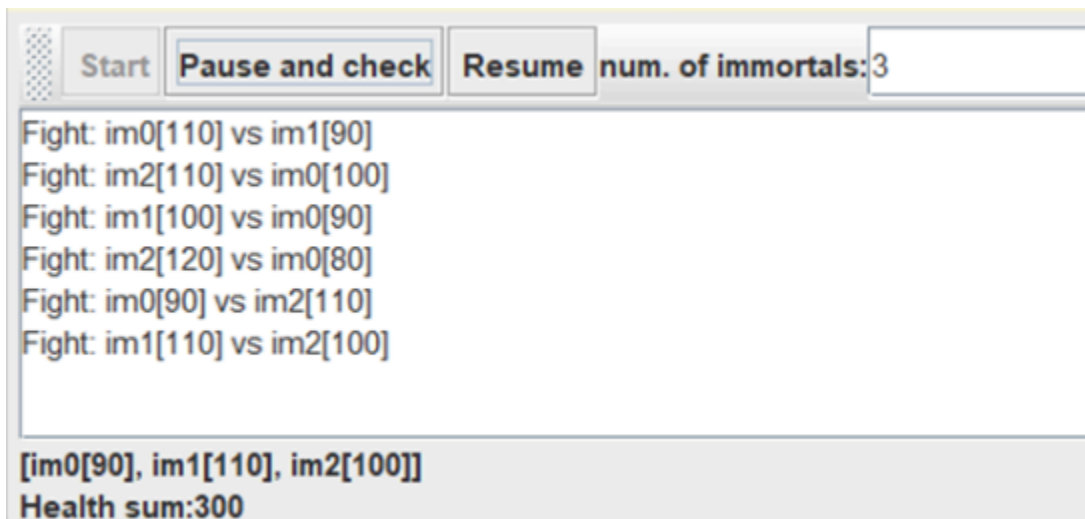 Start Pause and check Resume num. of immortals: 3
Fight: im0[110] vs im1[90]
Fight: im2[110] vs im0[100]
Fight: im1[100] vs im0[90]
Fight: im2[120] vs im0[80]
Fight: im0[90] vs im2[110]
Fight: im1[110] vs im2[100]
[im0[90], im1[110], im2[100]]
Health sum:300